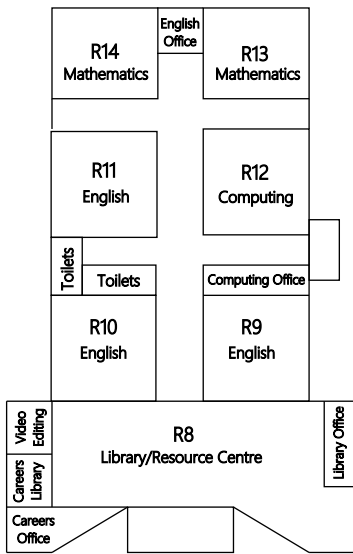 R14
Mathematics
English
Office
R13
Mathematics
R11
English
R12
Computing
Toilets
Toilets
Computing Office
R10
English
R9
English
Video
Editing
Careers
Library
R8
Library/Resource Centre
Library Office
Careers
Office